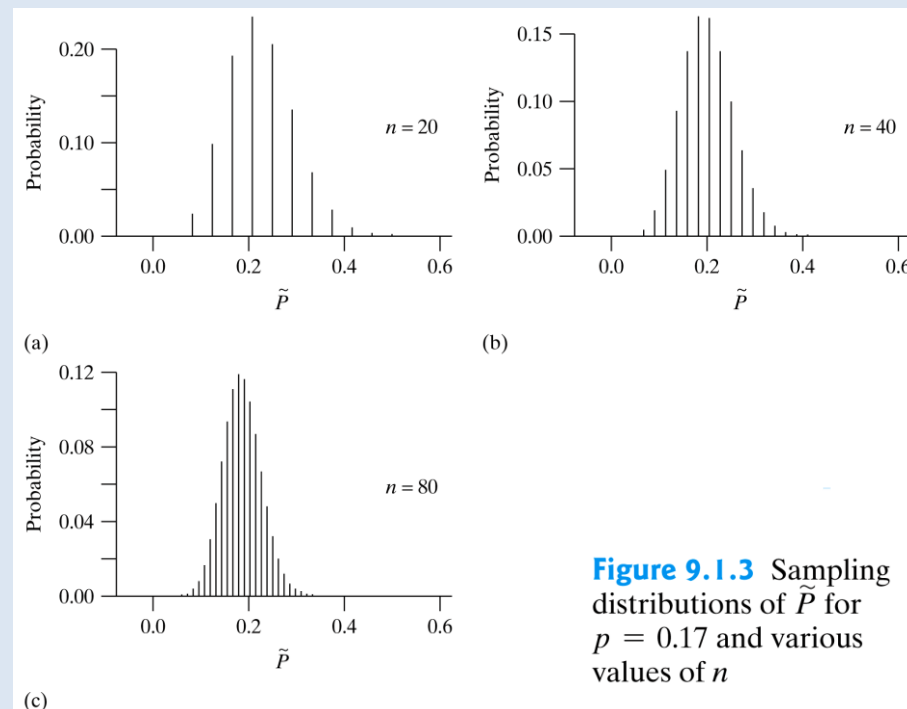 0.20
0.10
0.00
Probability
n = 20
0.0 0.2 0.4 0.6
P̃
(a)
0.15
0.10
0.05
0.00
Probability
n = 40
0.0 0.2 0.4 0.6
P̃
(b)
0.12
0.08
0.04
0.00
Probability
n = 80
0.0 0.2 0.4 0.6
P̃
(c)
Figure 9.1.3 Sampling
distributions of P̃ for
p = 0.17 and various
values of n